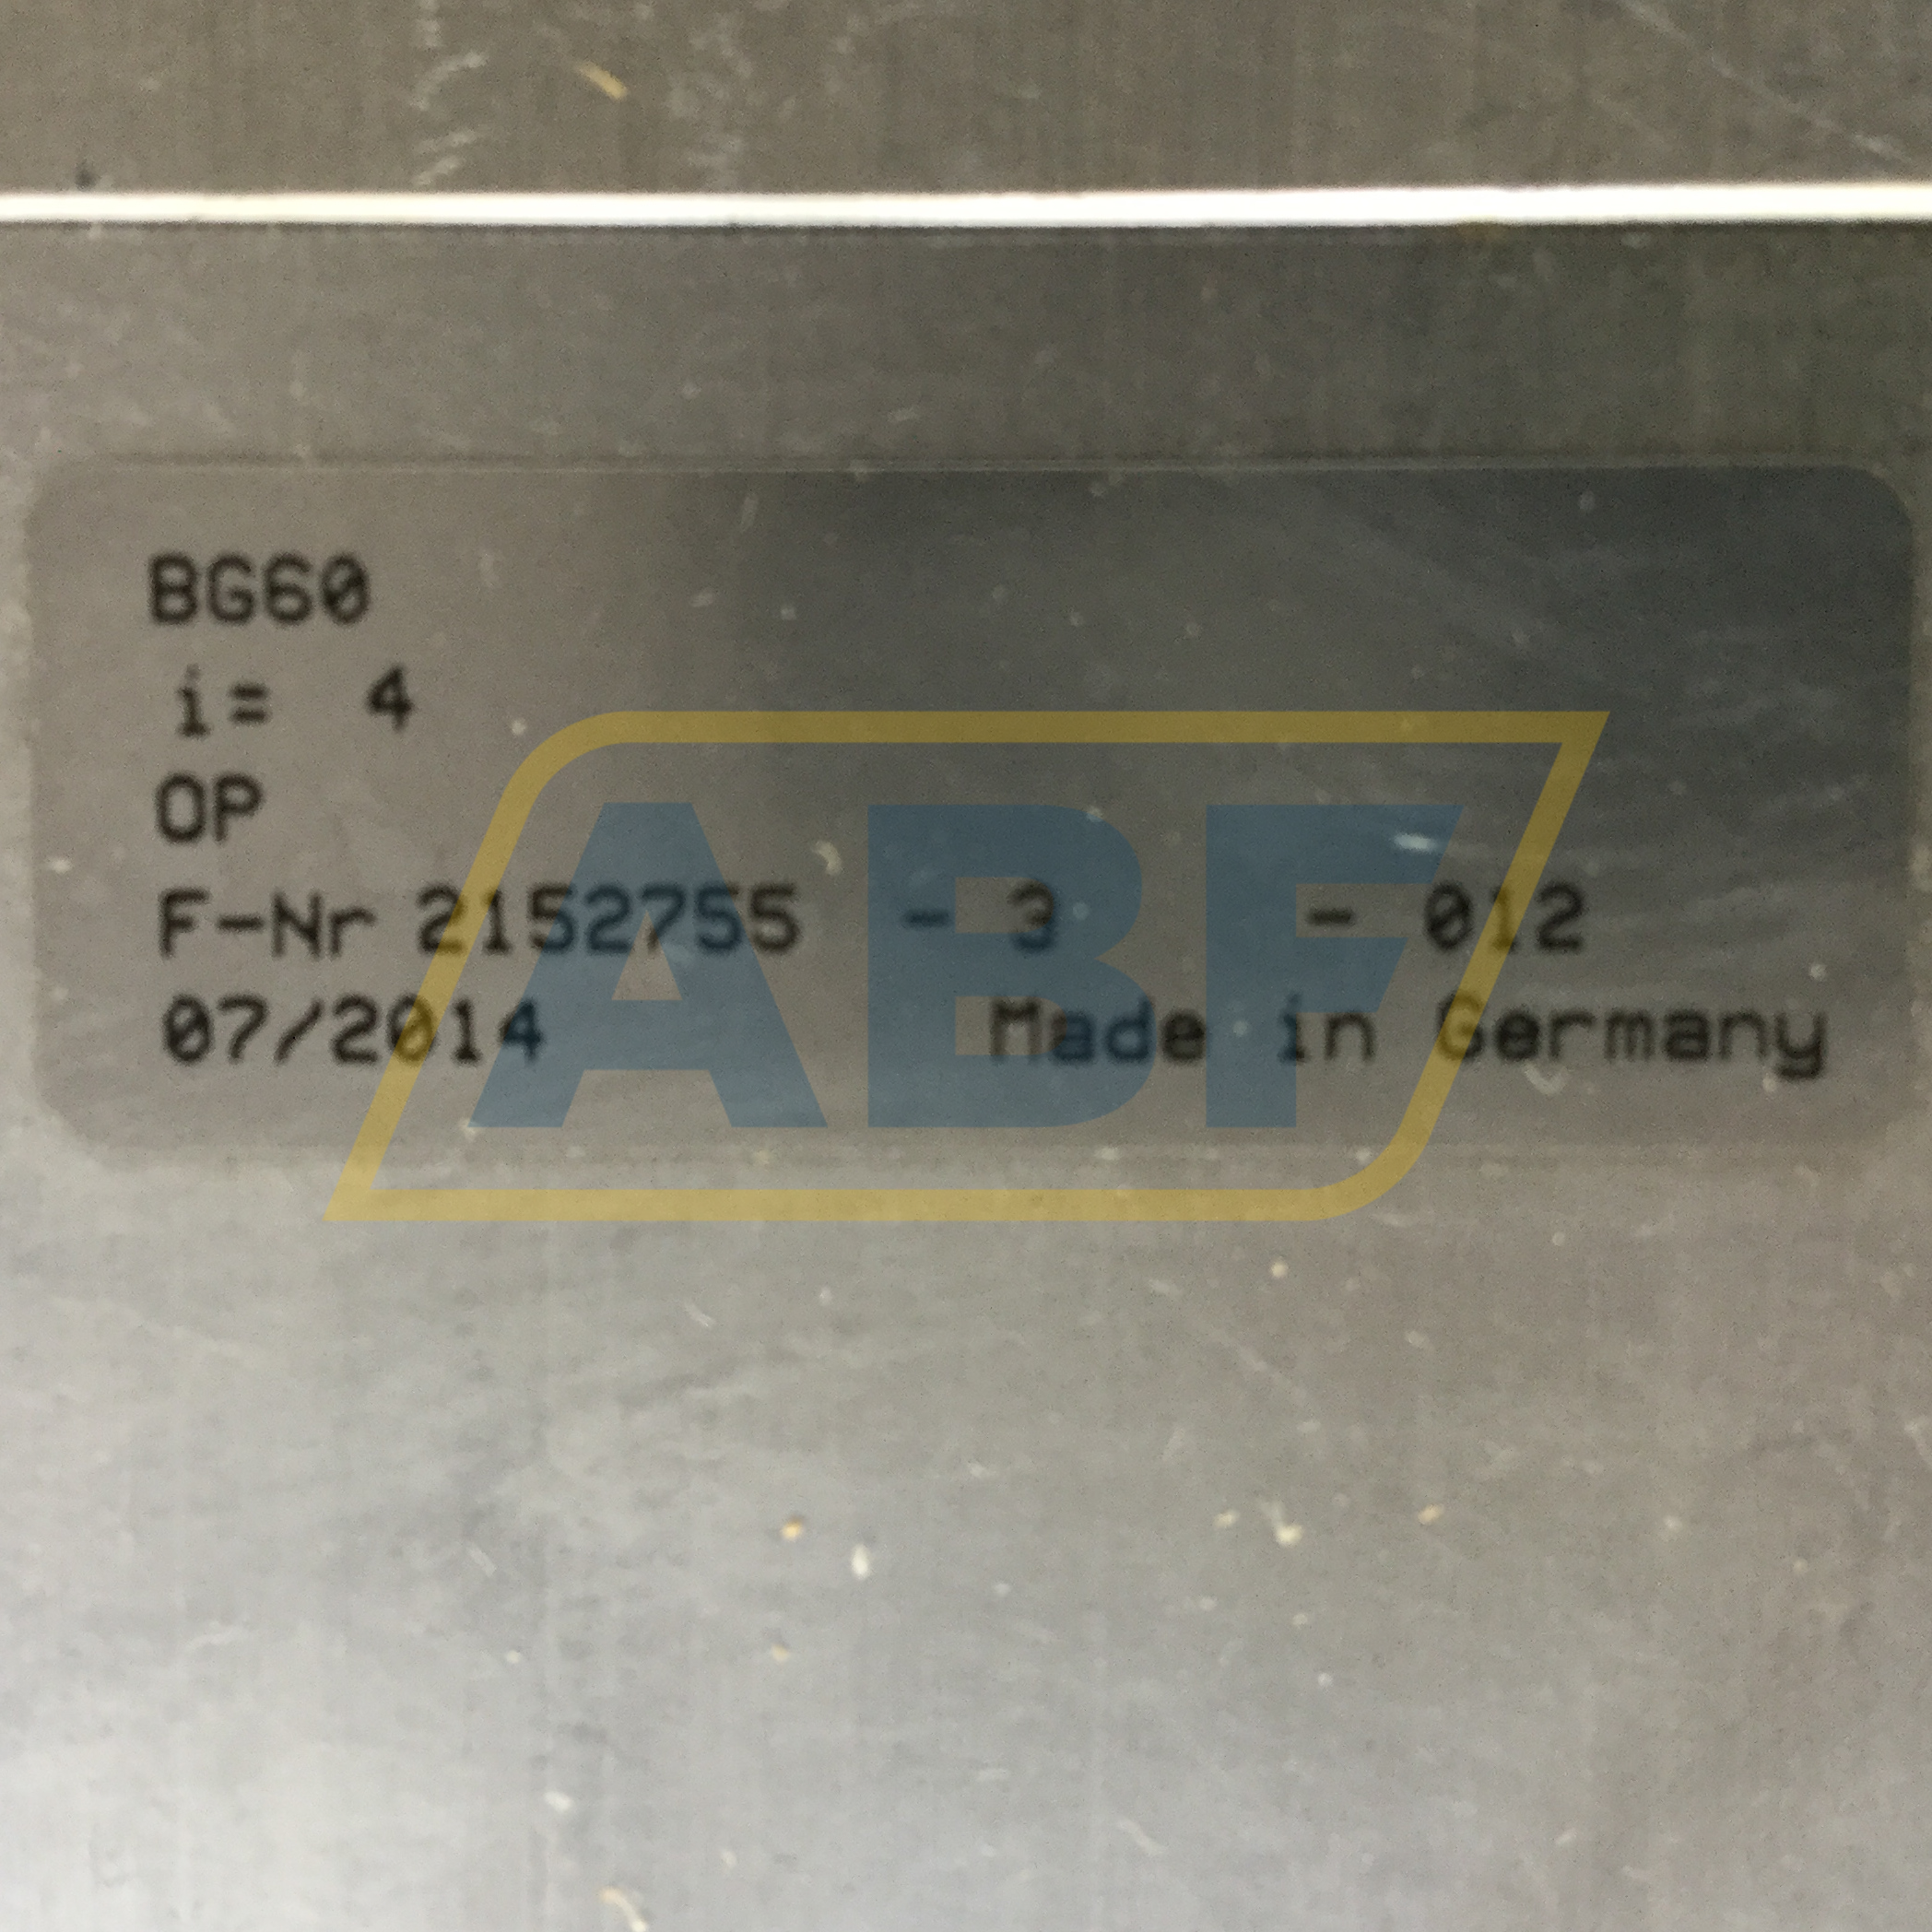 BG60
i= 4
OP
F-Nr 2152755 - 3 - 012
07/2014 Made in Germany
ABF